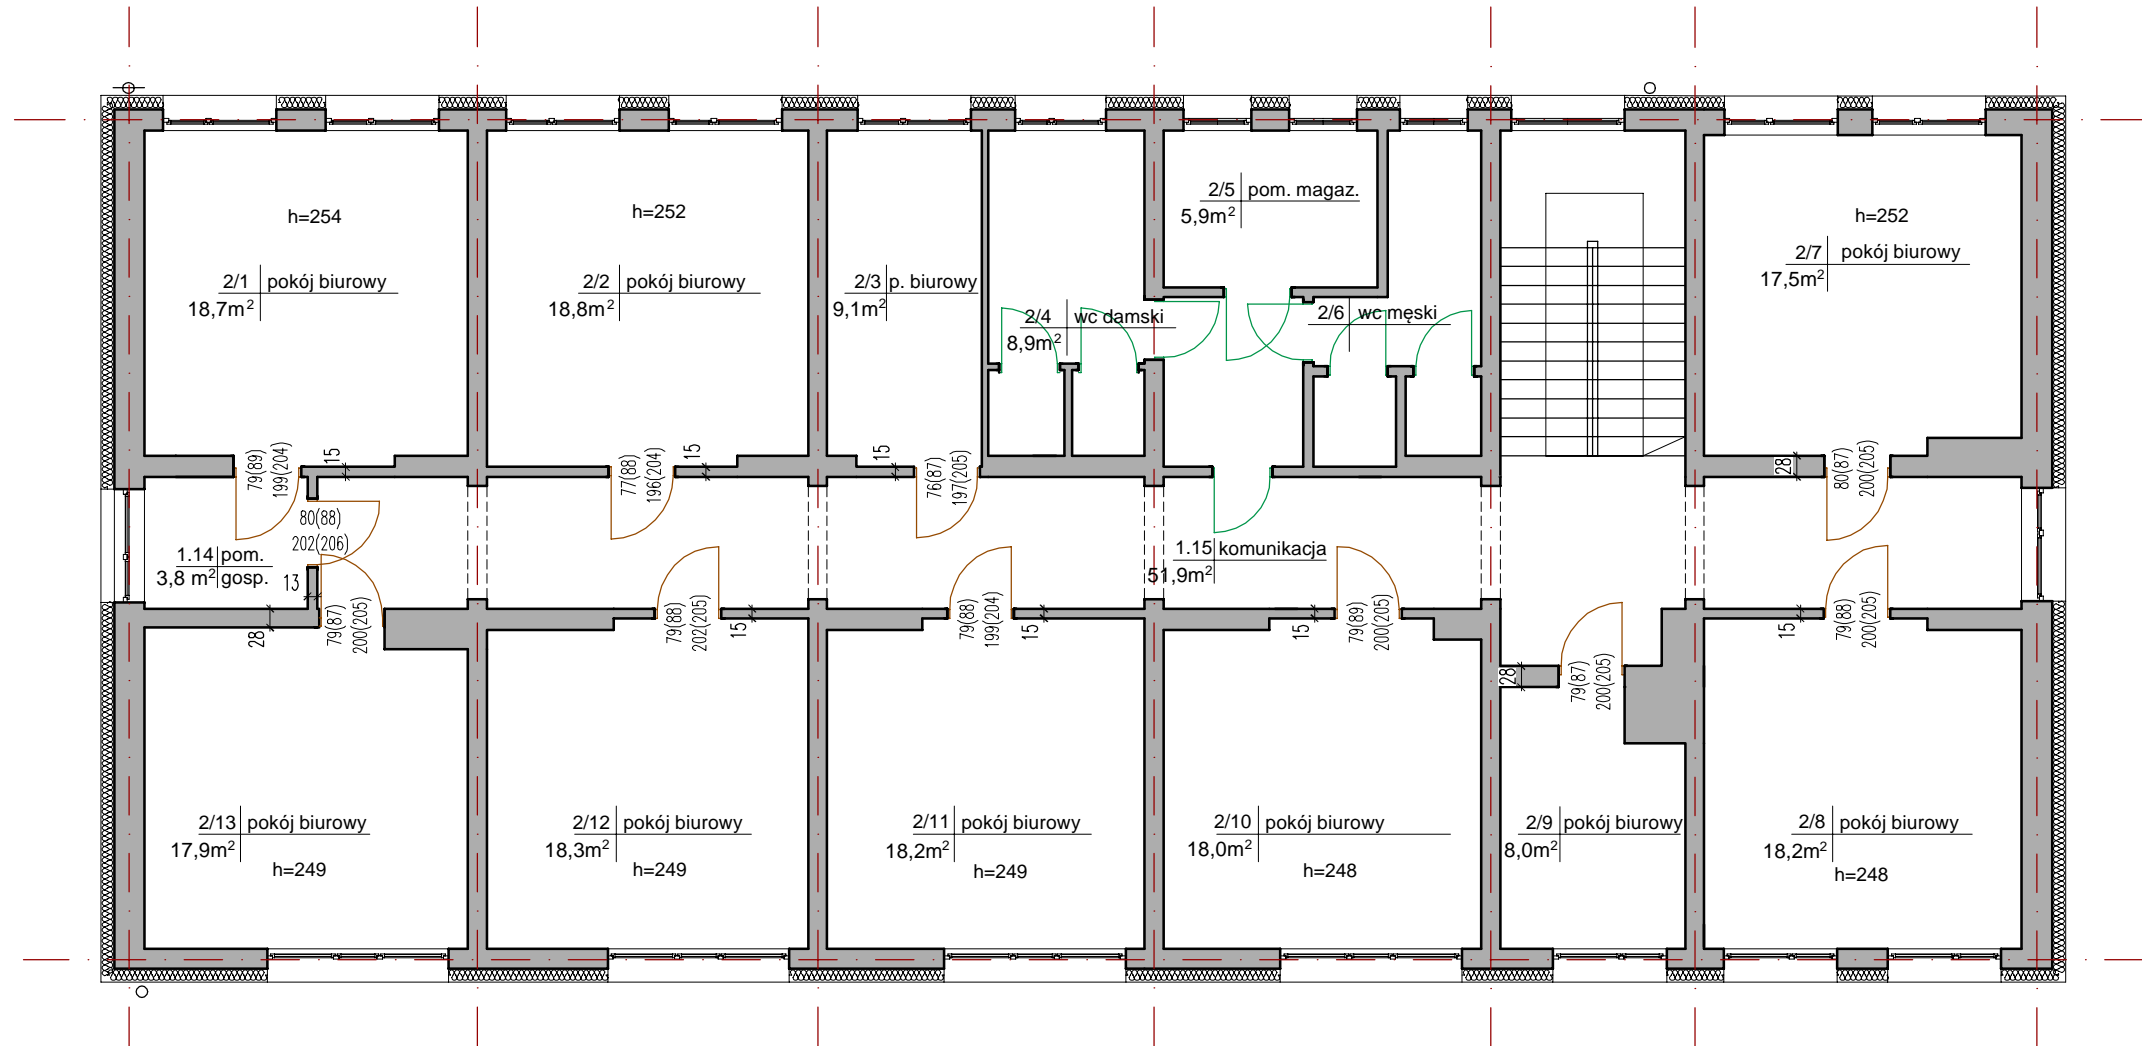 h=254
2/1 pokój biurowy
18,7m²
h=252
2/2 pokój biurowy
18,8m²
2/3 p. biurowy
9,1m²
2/4 wc damski
8,9m²
2/5 pom. magaz.
5,9m²
2/6 wc męski
h=252
2/7 pokój biurowy
17,5m²
79(89)
199(204)
15
77(88)
196(204)
15
15
76(87)
197(205)
28
80(87)
200(205)
80(88)
202(206)
1.14 pom.
3,8 m² gosp.
13
28
79(87)
200(205)
79(88)
202(205)
15
79(88)
199(204)
15
1.15 komunikacja
51,9m²
15
79(89)
200(205)
28
79(87)
200(205)
15
79(88)
200(205)
2/13 pokój biurowy
17,9m²
h=249
2/12 pokój biurowy
18,3m²
h=249
2/11 pokój biurowy
18,2m²
h=249
2/10 pokój biurowy
18,0m²
h=248
2/9 pokój biurowy
8,0m²
2/8 pokój biurowy
18,2m²
h=248